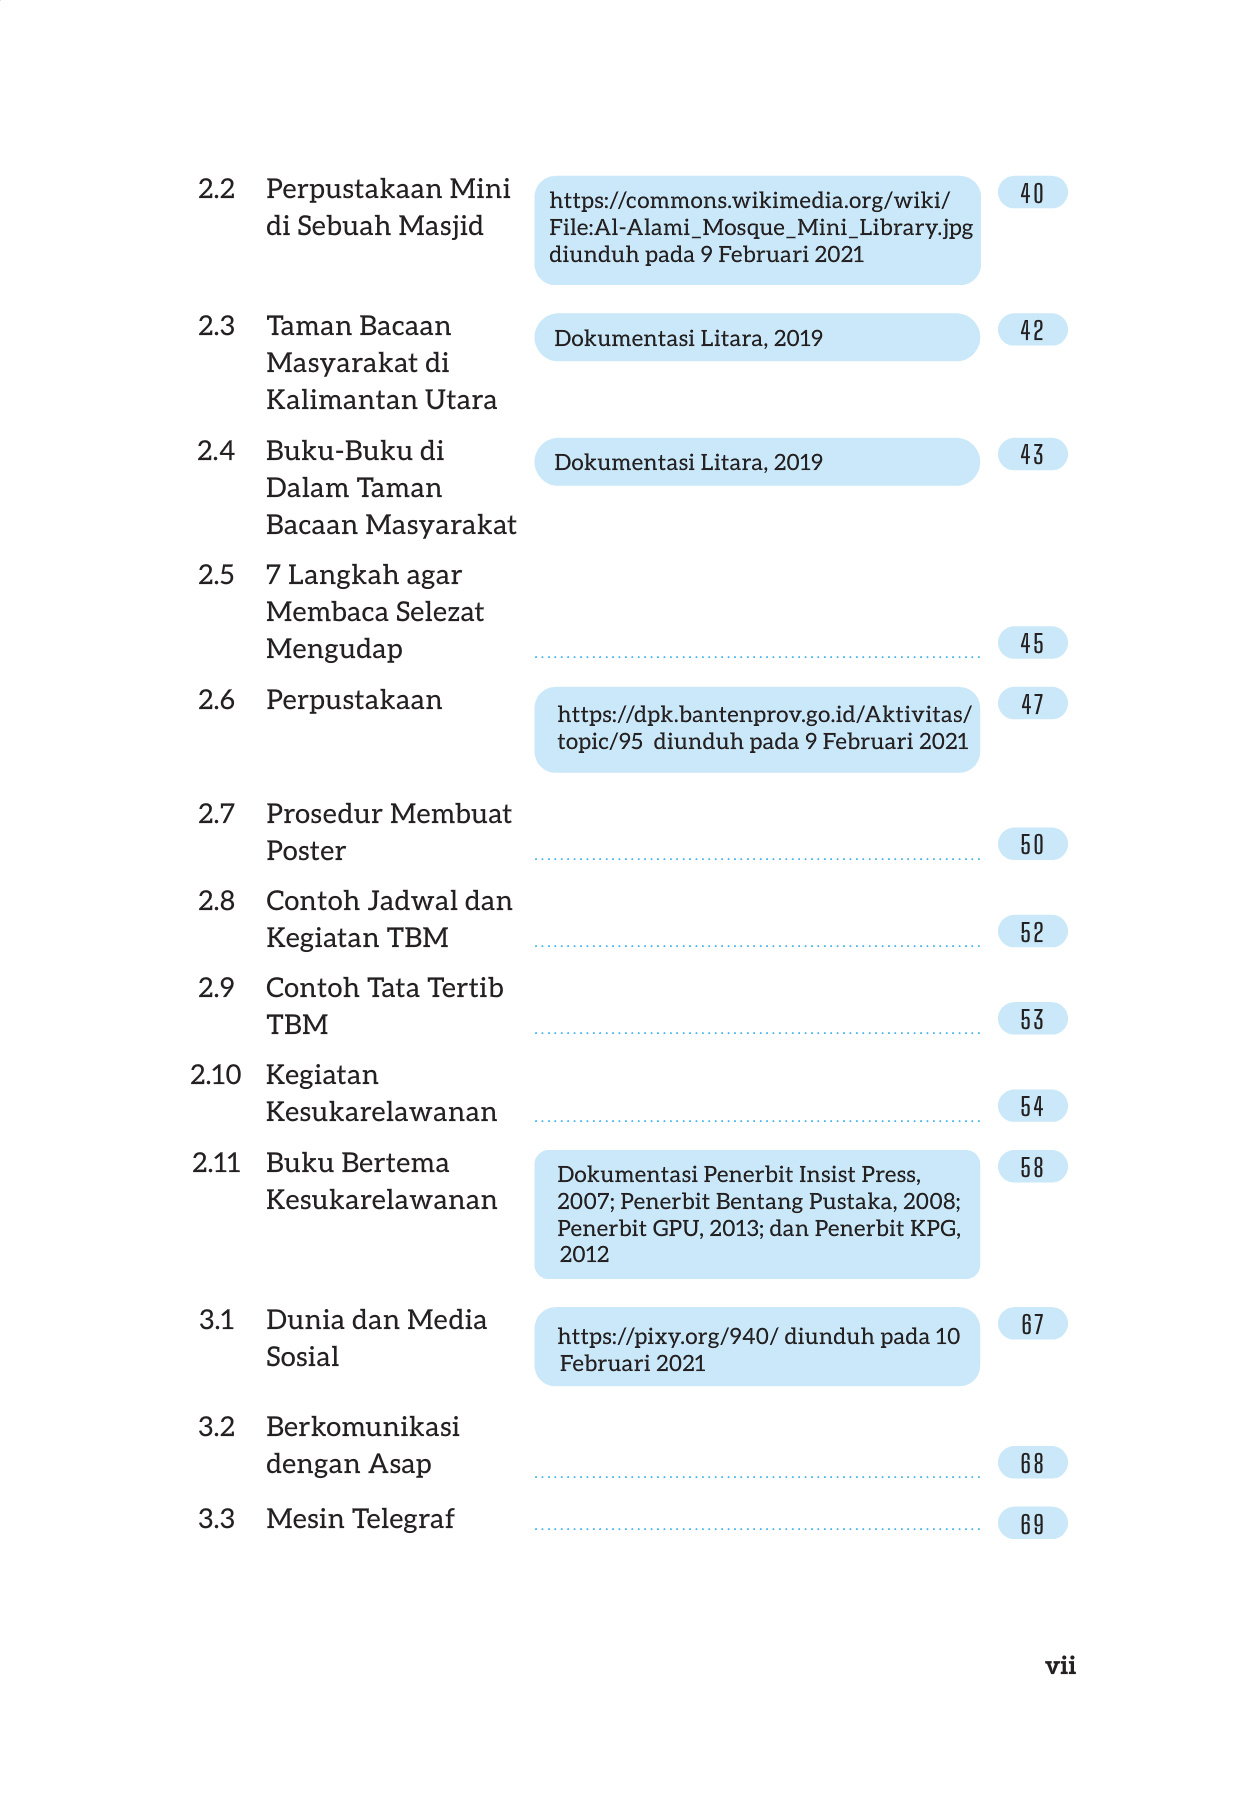 2.2 Perpustakaan Mini
di Sebuah Masjid
https://commons.wikimedia.org/wiki/
File:Al-Alami_Mosque_Mini_Library.jpg
diunduh pada 9 Februari 2021
40
2.3 Taman Bacaan
Masyarakat di
Kalimantan Utara
Dokumentasi Litara, 2019
42
2.4 Buku-Buku di
Dalam Taman
Bacaan Masyarakat
Dokumentasi Litara, 2019
43
2.5 7 Langkah agar
Membaca Selezat
Mengudap
45
2.6 Perpustakaan
https://dpk.bantenprov.go.id/Aktivitas/
topic/95 diunduh pada 9 Februari 2021
47
2.7 Prosedur Membuat
Poster
50
2.8 Contoh Jadwal dan
Kegiatan TBM
52
2.9 Contoh Tata Tertib
TBM
53
2.10 Kegiatan
Kesukarelawanan
54
2.11 Buku Bertema
Kesukarelawanan
Dokumentasi Penerbit Insist Press,
2007; Penerbit Bentang Pustaka, 2008;
Penerbit GPU, 2013; dan Penerbit KPG,
2012
58
3.1 Dunia dan Media
Sosial
https://pixy.org/940/ diunduh pada 10
Februari 2021
67
3.2 Berkomunikasi
dengan Asap
68
3.3 Mesin Telegraf
69
vii